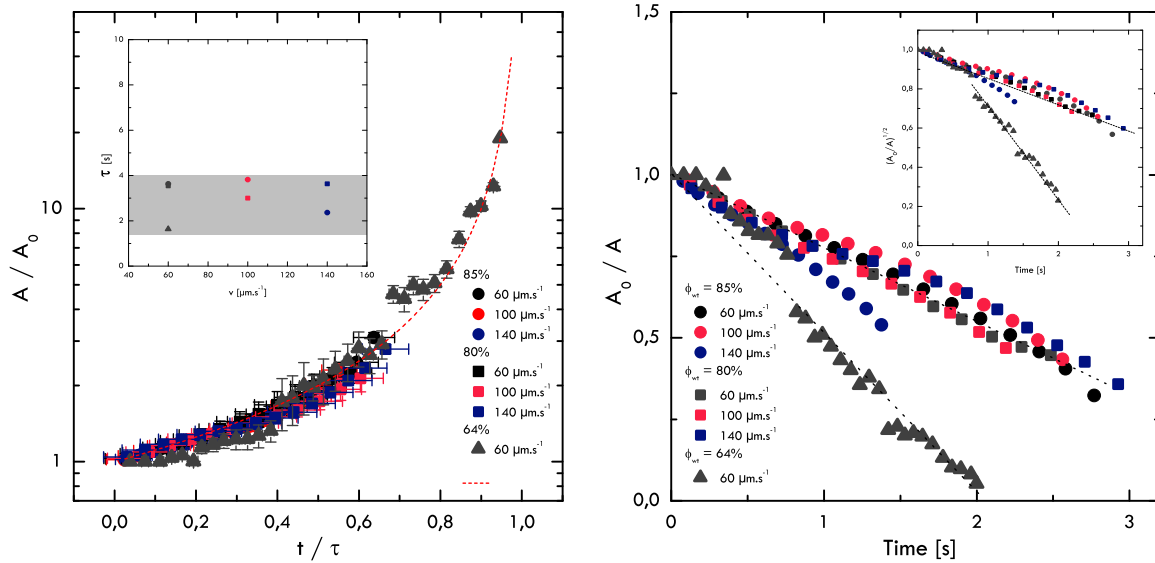 A / A₀
10
1
0,0 0,2 0,4 0,6 0,8 1,0
t / τ
τ [s]
10
8
6
4
2
0
40 60 80 100 120 140 160
v [µm.s⁻¹]
85%
60 µm.s⁻¹
100 µm.s⁻¹
140 µm.s⁻¹
80%
60 µm.s⁻¹
100 µm.s⁻¹
140 µm.s⁻¹
64%
60 µm.s⁻¹
A₀ / A
1,5
1,0
0,5
0,0
0 1 2 3
Time [s]
(A₀/A)¹ᐟ²
1,0
0,8
0,6
0,4
0,2
0,0
0 1 2 3
Time [s]
ϕwt = 85%
60 µm.s⁻¹
100 µm.s⁻¹
140 µm.s⁻¹
ϕwt = 80%
60 µm.s⁻¹
100 µm.s⁻¹
140 µm.s⁻¹
ϕwt = 64%
60 µm.s⁻¹